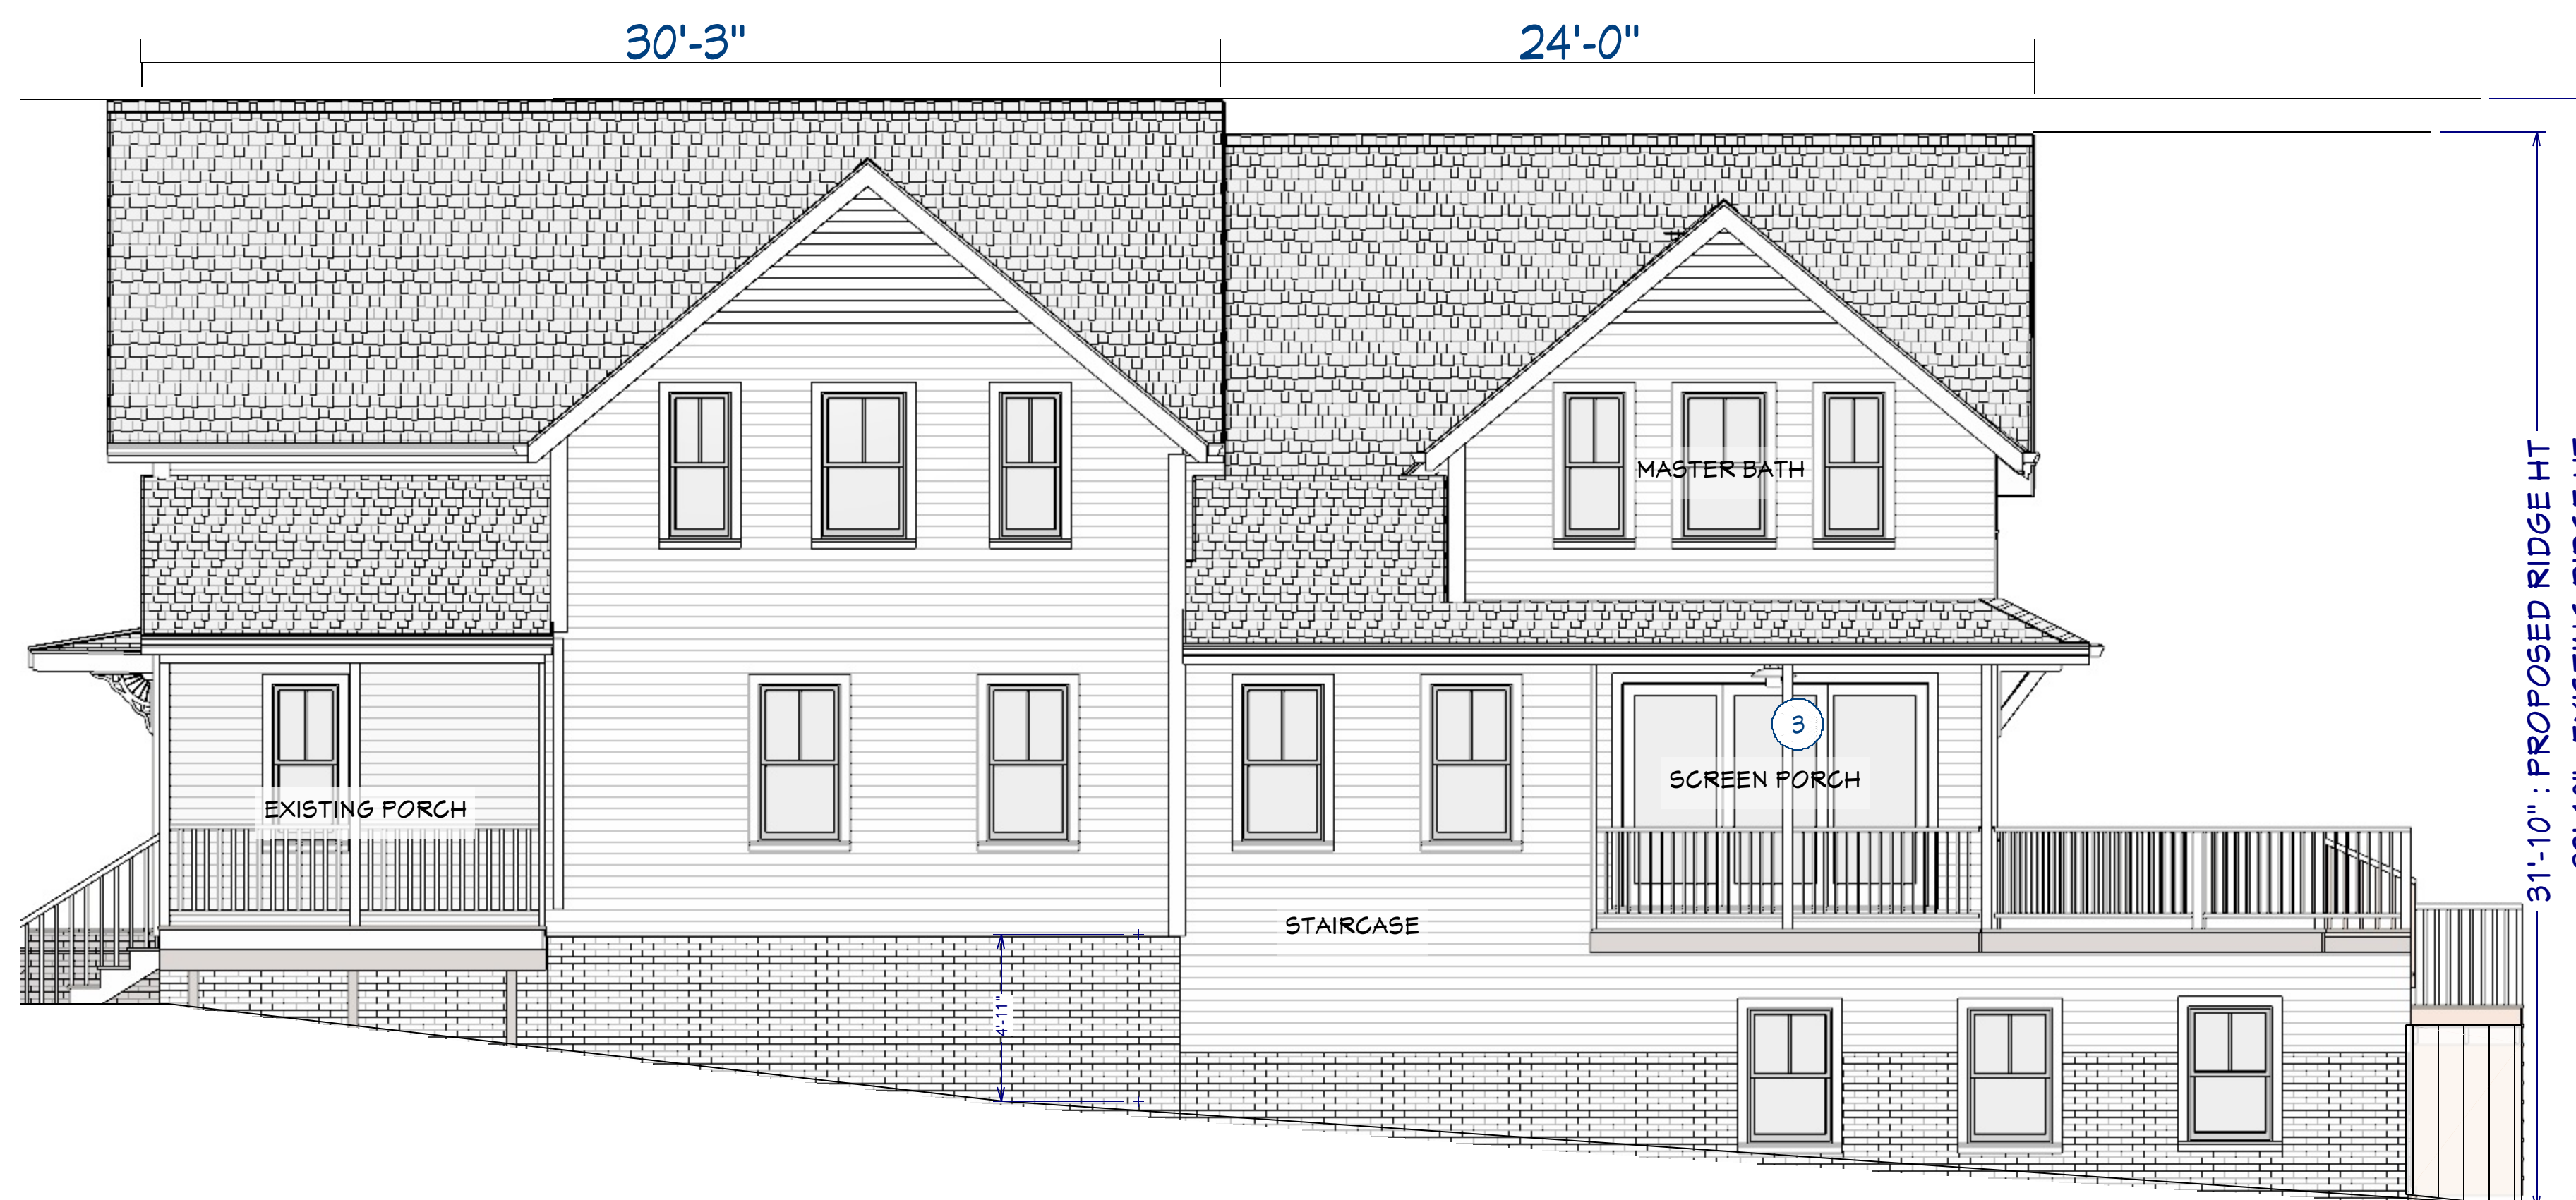 30'-3"
24'-0"
MASTER BATH
3
SCREEN PORCH
EXISTING PORCH
STAIRCASE
4'-11"
31'-10" : PROPOSED RIDGE HT